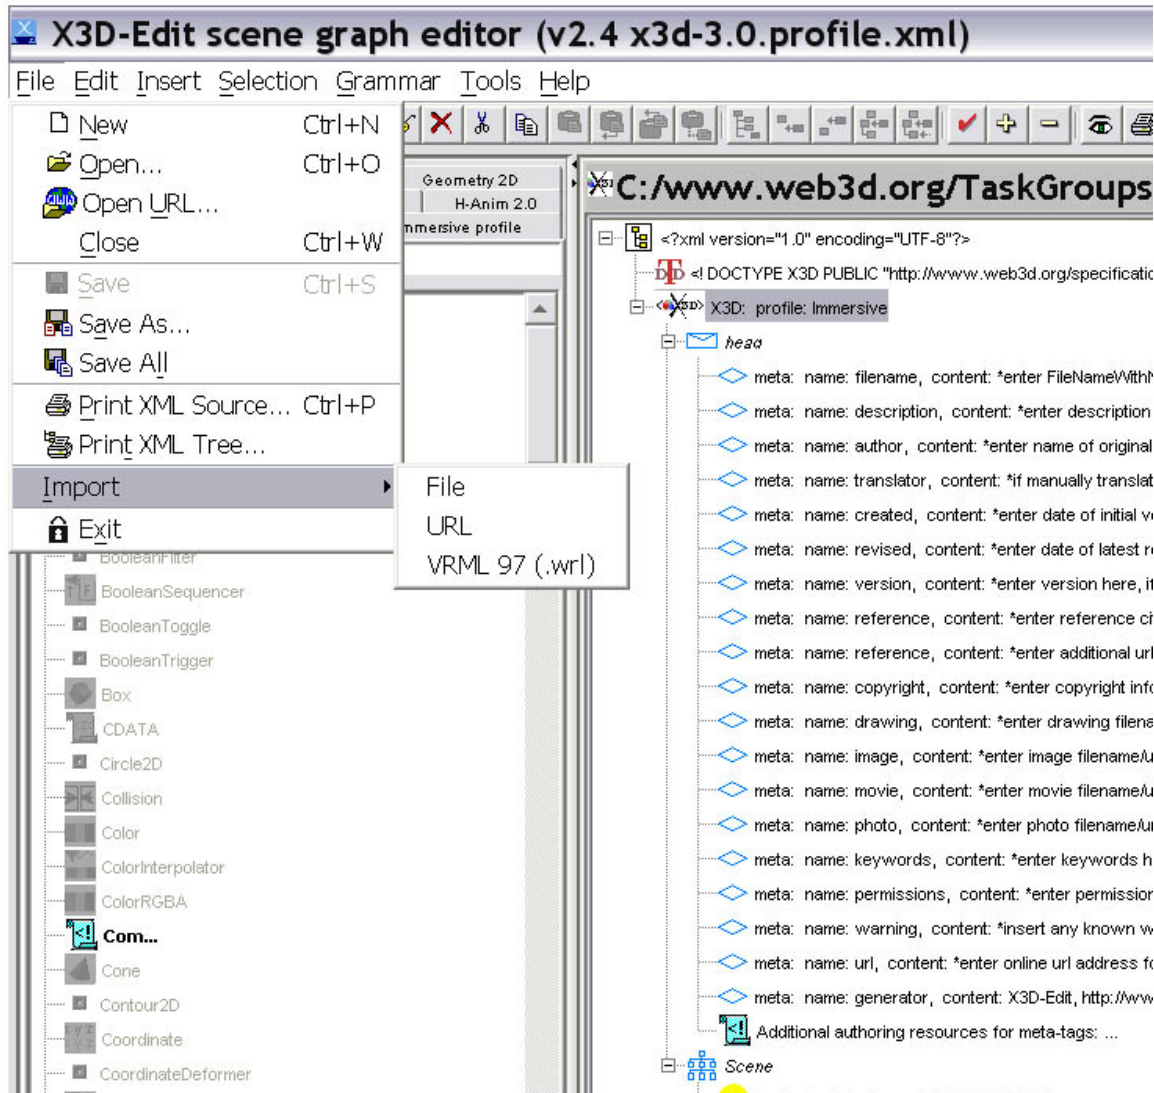 X3D-Edit scene graph editor (v2.4 x3d-3.0.profile.xml)
File Edit Insert Selection Grammar Tools Help
New Ctrl+N
Open... Ctrl+O
Open URL...
Close Ctrl+W
Save Ctrl+S
Save As...
Save All
Print XML Source... Ctrl+P
Print XML Tree...
Import
Exit
File
URL
VRML 97 (.wrl)
Geometry 2D
H-Anim 2.0
mmersive profile
BooleanFilter
BooleanSequencer
BooleanToggle
BooleanTrigger
Box
CDATA
Circle2D
Collision
Color
ColorInterpolator
ColorRGBA
Com...
Cone
Contour2D
Coordinate
CoordinateDeformer
C:/www.web3d.org/TaskGroups
<?xml version="1.0" encoding="UTF-8"?>
<! DOCTYPE X3D PUBLIC "http://www.web3d.org/specificatio
X3D: profile: Immersive
head
meta: name: filename, content: *enter FileNameWith
meta: name: description, content: *enter description
meta: name: author, content: *enter name of original
meta: name: translator, content: *if manually translat
meta: name: created, content: *enter date of initial ve
meta: name: revised, content: *enter date of latest re
meta: name: version, content: *enter version here, if
meta: name: reference, content: *enter reference ci
meta: name: reference, content: *enter additional url
meta: name: copyright, content: *enter copyright info
meta: name: drawing, content: *enter drawing filena
meta: name: image, content: *enter image filename/u
meta: name: movie, content: *enter movie filename/u
meta: name: photo, content: *enter photo filename/u
meta: name: keywords, content: *enter keywords h
meta: name: permissions, content: *enter permission
meta: name: warning, content: *insert any known w
meta: name: url, content: *enter online url address fo
meta: name: generator, content: X3D-Edit, http://www
Additional authoring resources for meta-tags: ...
Scene